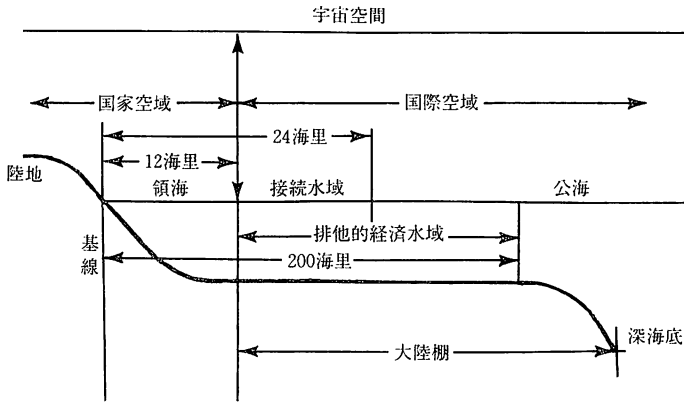 宇宙空間
国家空域
国際空域
24海里
12海里
陸地
領海
接続水域
公海
基線
排他的経済水域
200海里
深海底
大陸棚